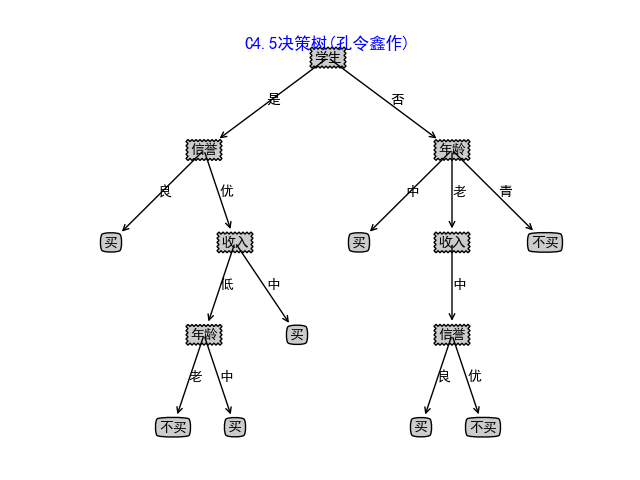 C4.5决策树(孔令鑫作)
学生
是
否
信誉
年龄
良
优
中
老
青
买
收入
买
收入
不买
低
中
中
年龄
买
信誉
老
中
良
优
不买
买
买
不买